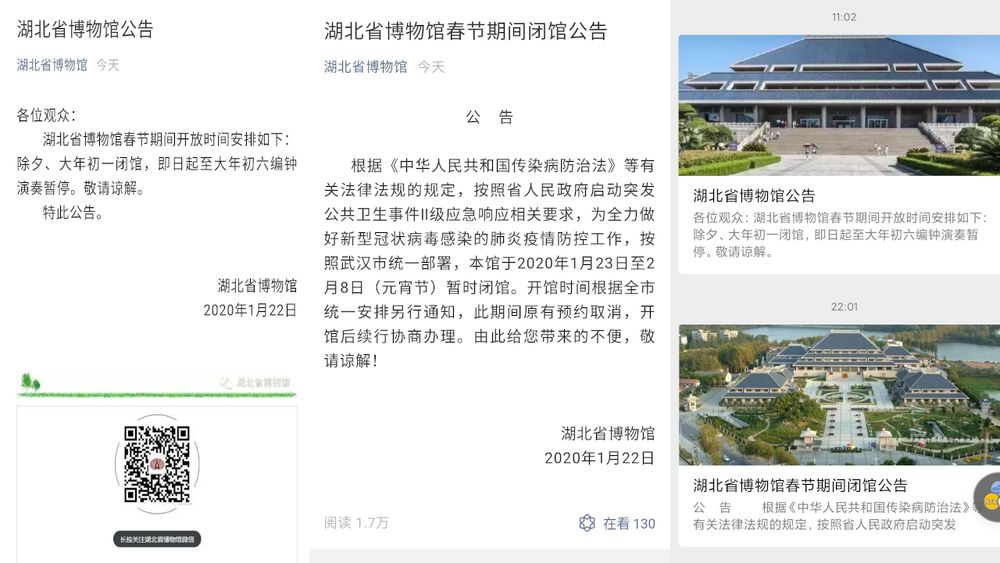 湖北省博物馆公告
湖北省博物馆 今天
各位观众：
湖北省博物馆春节期间开放时间安排如下：
除夕、大年初一闭馆，即日起至大年初六编钟
演奏暂停。敬请谅解。
特此公告。
湖北省博物馆
2020年1月22日
湖北省博物馆
长按关注湖北省博物馆微信
湖北省博物馆春节期间闭馆公告
湖北省博物馆 今天
公 告
根据《中华人民共和国传染病防治法》等有
关法律法规的规定，按照省人民政府启动突发
公共卫生事件II级应急响应相关要求，为全力做
好新型冠状病毒感染的肺炎疫情防控工作，按
照武汉市统一部署，本馆于2020年1月23日至2
月8日（元宵节）暂时闭馆。开馆时间根据全市
统一安排另行通知，此期间原有预约取消，开
馆后续行协商办理。由此给您带来的不便，敬
请谅解！
湖北省博物馆
2020年1月22日
阅读 1.7万
在看 130
11:02
湖北省博物馆公告
各位观众：湖北省博物馆春节期间开放时间安排如下：
除夕、大年初一闭馆，即日起至大年初六编钟演奏暂
停。敬请谅解。
22:01
湖北省博物馆春节期间闭馆公告
公 告 根据《中华人民共和国传染病防治法》等
有关法律法规的规定，按照省人民政府启动突发